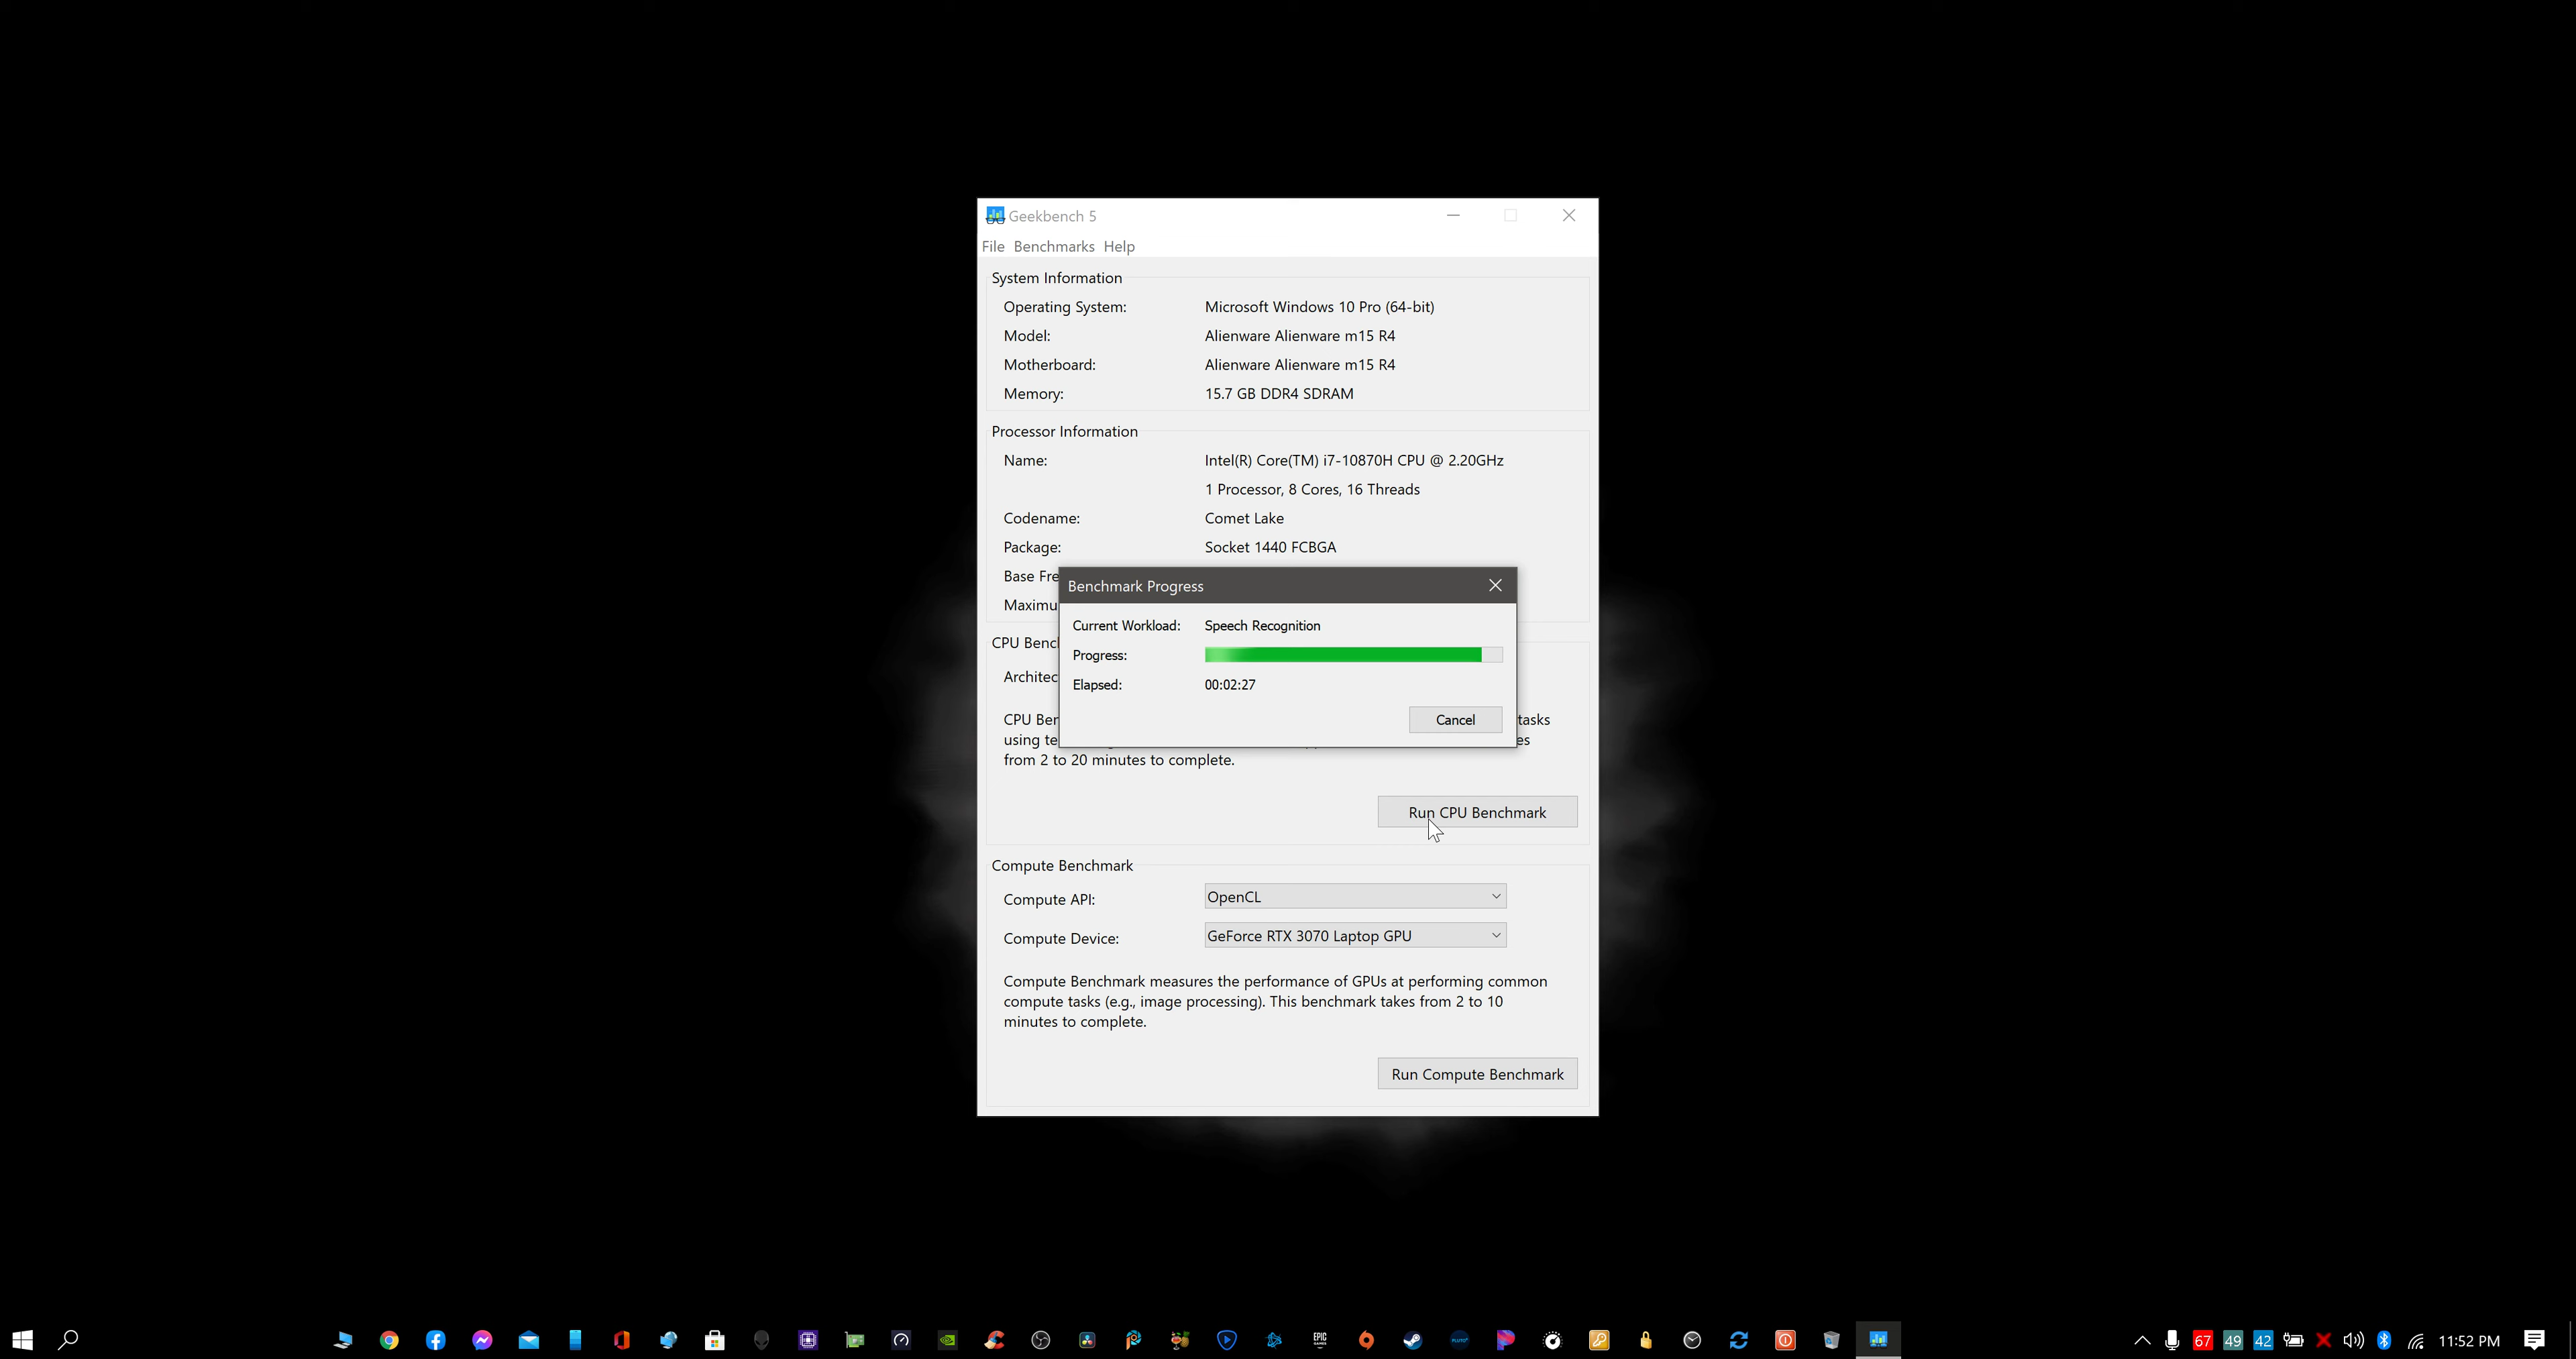 Geekbench 5
File Benchmarks Help
System Information
Operating System: Microsoft Windows 10 Pro (64-bit)
Model: Alienware Alienware m15 R4
Motherboard: Alienware Alienware m15 R4
Memory: 15.7 GB DDR4 SDRAM
Processor Information
Name: Intel(R) Core(TM) i7-10870H CPU @ 2.20GHz
1 Processor, 8 Cores, 16 Threads
Codename: Comet Lake
Package: Socket 1440 FCBGA
Base Fre
Maximu
Benchmark Progress
Current Workload: Speech Recognition
Progress:
Elapsed: 00:02:27
Cancel
CPU Benc
Architec
CPU Ben tasks
using te es
from 2 to 20 minutes to complete.
Run CPU Benchmark
Compute Benchmark
Compute API: OpenCL
Compute Device: GeForce RTX 3070 Laptop GPU
Compute Benchmark measures the performance of GPUs at performing common
compute tasks (e.g., image processing). This benchmark takes from 2 to 10
minutes to complete.
Run Compute Benchmark
EPIC GAMES 67 49 42 11:52 PM